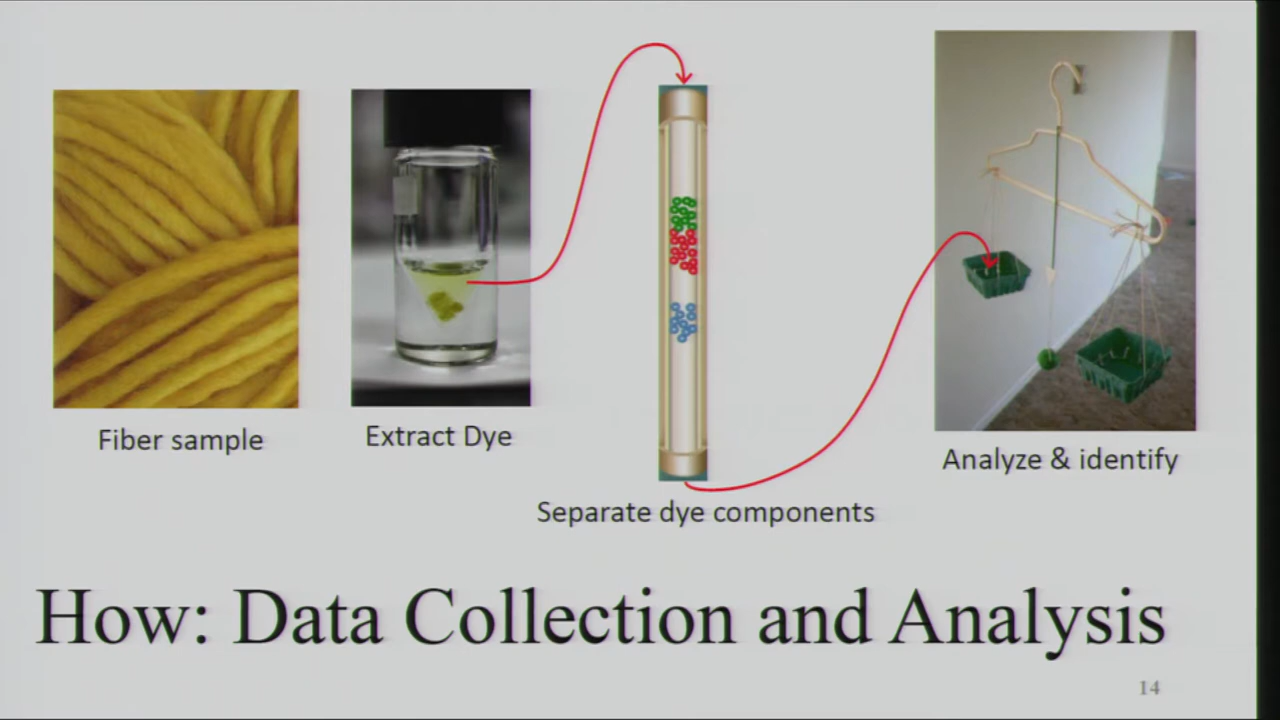 Fiber sample
Extract Dye
Separate dye components
Analyze & identify
How: Data Collection and Analysis
14